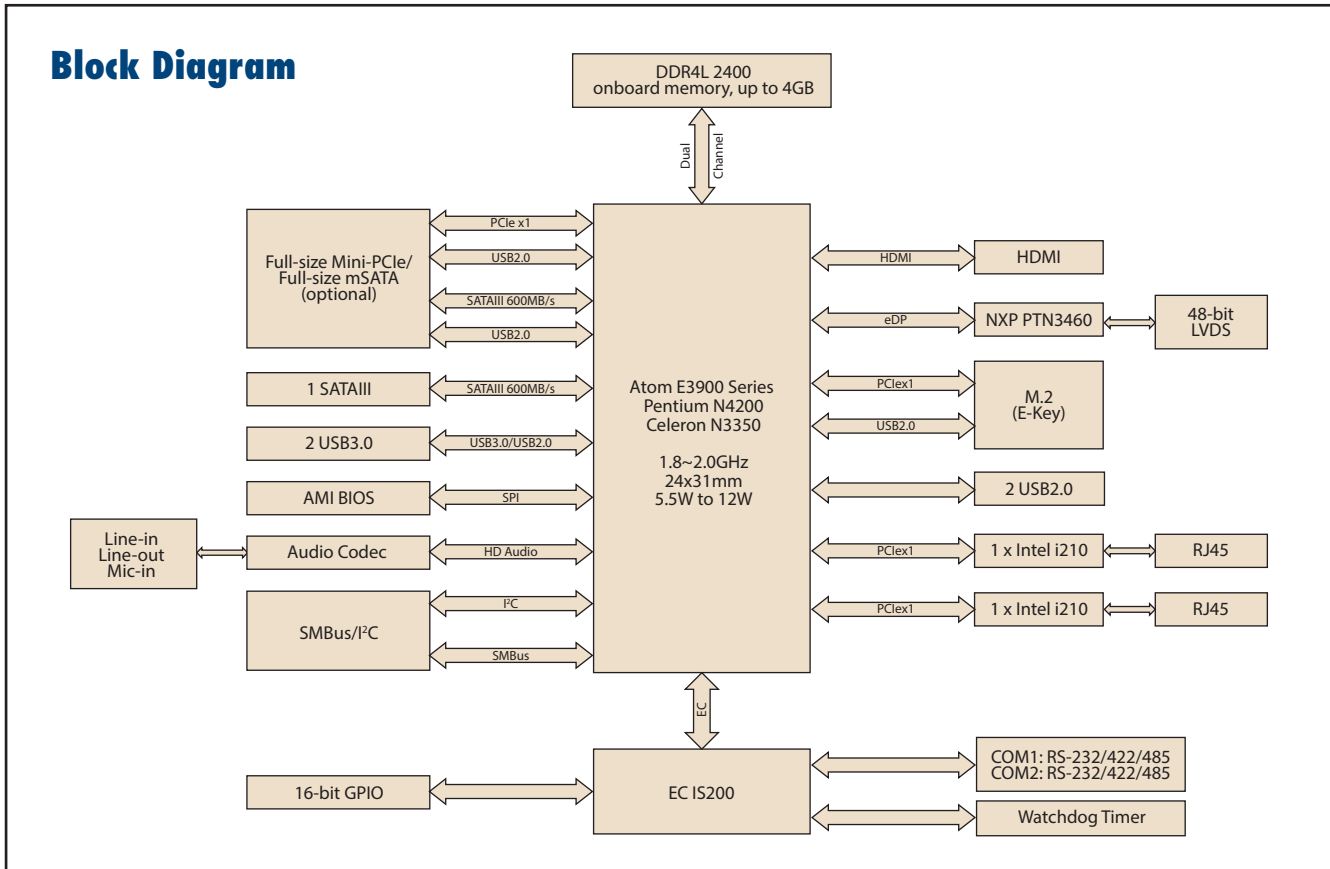 Block Diagram
DDR4L 2400
onboard memory, up to 4GB
Dual
Channel
Full-size Mini-PCIe/
Full-size mSATA
(optional)
PCIe x1
USB2.0
SATAIII 600MB/s
USB2.0
1 SATAIII
SATAIII 600MB/s
2 USB3.0
USB3.0/USB2.0
AMI BIOS
SPI
Line-in
Line-out
Mic-in
Audio Codec
HD Audio
SMBus/I²C
I²C
SMBus
Atom E3900 Series
Pentium N4200
Celeron N3350
1.8~2.0GHz
24x31mm
5.5W to 12W
HDMI
HDMI
eDP
NXP PTN3460
48-bit
LVDS
PCIex1
USB2.0
M.2
(E-Key)
2 USB2.0
PCIex1
1 x Intel i210
RJ45
PCIex1
1 x Intel i210
RJ45
EC
16-bit GPIO
EC IS200
COM1: RS-232/422/485
COM2: RS-232/422/485
Watchdog Timer